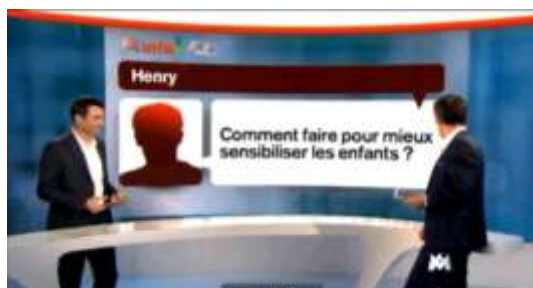 Henry
Comment faire pour mieux
sensibiliser les enfants ?